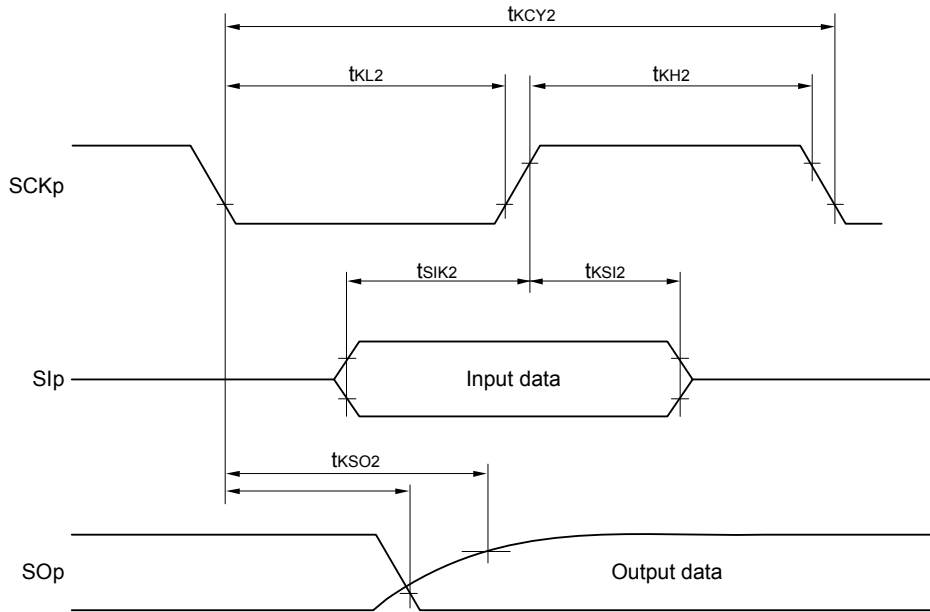 tKCY2
tKL2
tKH2
SCKp
tSIK2
tKSI2
SIp
Input data
tKSO2
SOp
Output data